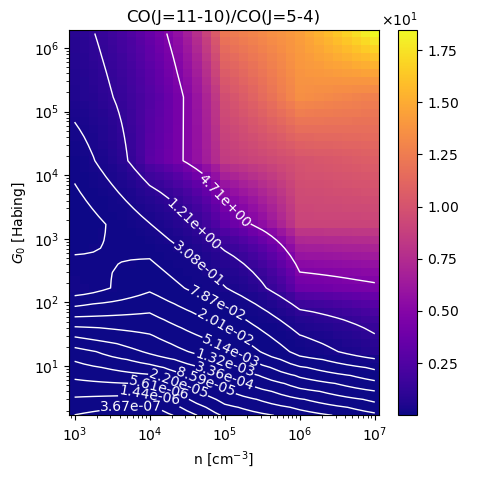 CO(J=11-10)/CO(J=5-4)
×10¹
10⁶
10⁵
10⁴
10³
10²
10¹
G₀ [Habing]
4.71e+00
1.21e+00
3.08e-01
7.87e-02
2.01e-02
5.14e-03
1.32e-03
3.36e-04
8.59e-05
2.20e-05
5.61e-06
1.44e-06
3.67e-07
1.75
1.50
1.25
1.00
0.75
0.50
0.25
10³ 10⁴ 10⁵ 10⁶ 10⁷
n [cm⁻³]